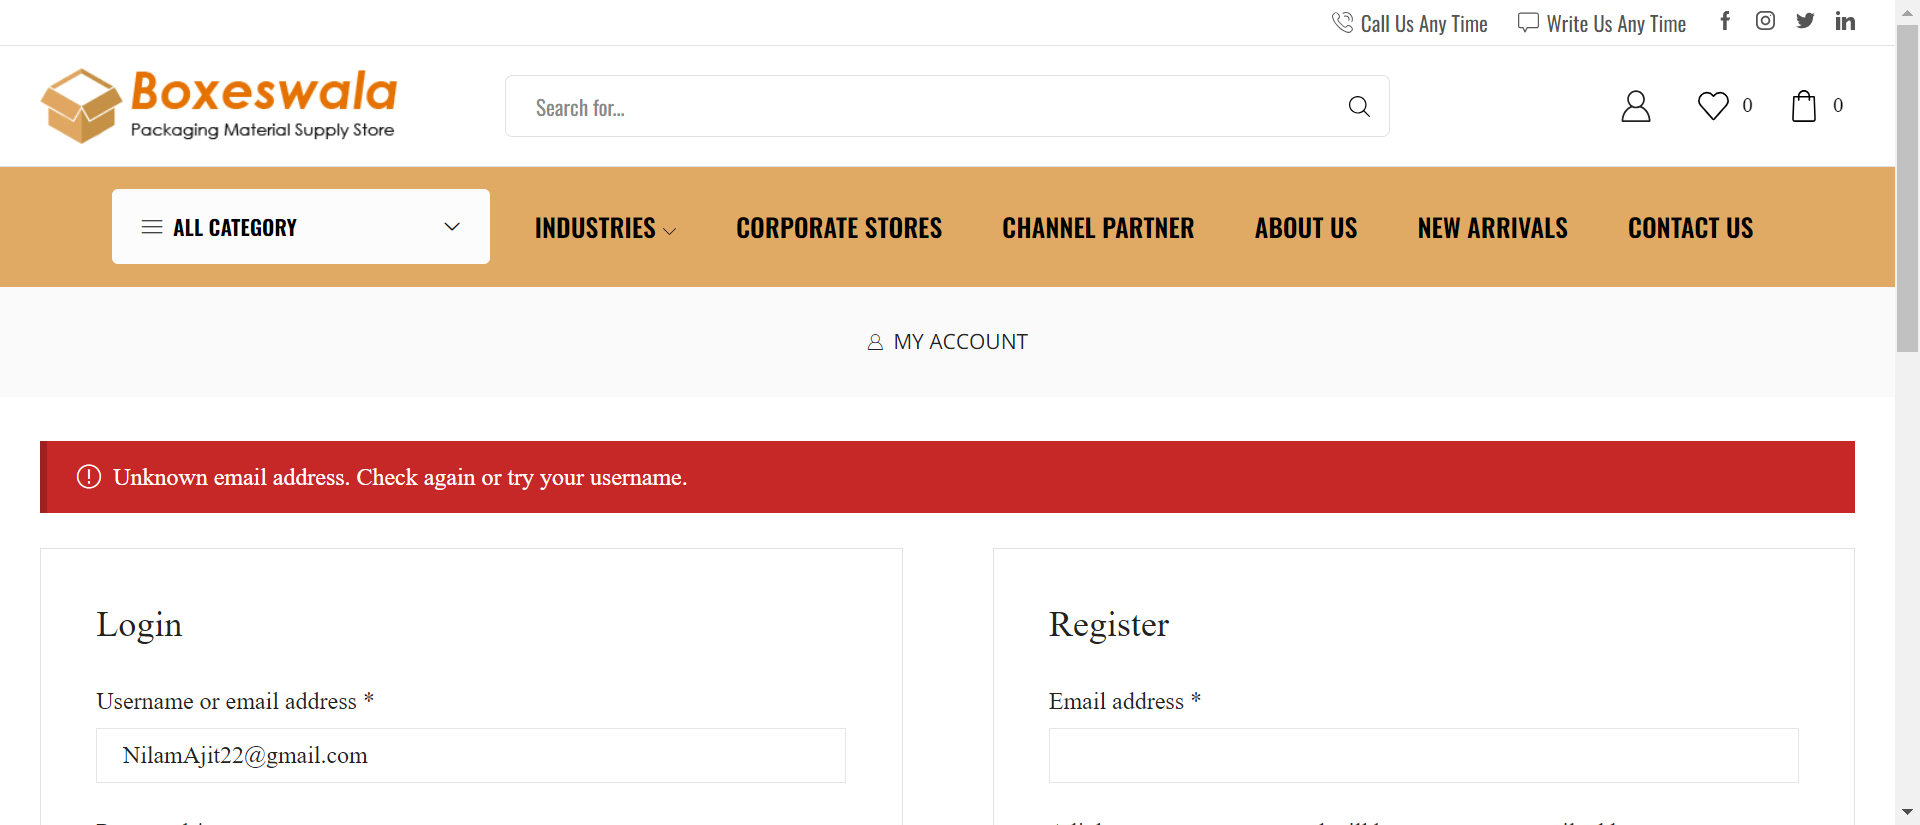 Call Us Any Time
Write Us Any Time
Boxeswala
Packaging Material Supply Store
Search for...
0
0
ALL CATEGORY
INDUSTRIES
CORPORATE STORES
CHANNEL PARTNER
ABOUT US
NEW ARRIVALS
CONTACT US
MY ACCOUNT
Unknown email address. Check again or try your username.
Login
Username or email address *
NilamAjit22@gmail.com
Register
Email address *